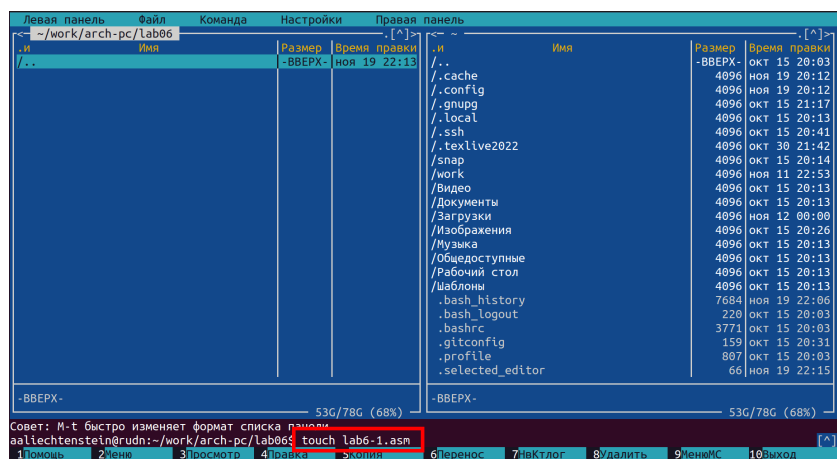 Левая панель Файл Команда Настройки Правая панель
<─ ~/work/arch-pc/lab06 ─.[^]>
.и Имя Размер Время правки
/.. -ВВЕРХ- ноя 19 22:13
-ВВЕРХ-
53G/78G (68%)
<─ ~ ─.[^]>
.и Имя Размер Время правки
/.. -ВВЕРХ- окт 15 20:03
/.cache 4096 ноя 19 20:12
/.config 4096 ноя 19 20:12
/.gnupg 4096 окт 15 21:17
/.local 4096 окт 15 20:13
/.ssh 4096 окт 15 20:41
/.texlive2022 4096 окт 30 21:42
/snap 4096 окт 15 20:14
/work 4096 ноя 11 22:53
/Видео 4096 окт 15 20:13
/Документы 4096 окт 15 20:13
/Загрузки 4096 ноя 12 00:00
/Изображения 4096 окт 15 20:26
/Музыка 4096 окт 15 20:13
/Общедоступные 4096 окт 15 20:13
/Рабочий стол 4096 окт 15 20:13
/Шаблоны 4096 окт 15 20:13
.bash_history 7684 ноя 19 22:06
.bash_logout 220 окт 15 20:03
.bashrc 3771 окт 15 20:03
.gitconfig 159 окт 15 20:31
.profile 807 окт 15 20:03
.selected_editor 66 ноя 19 22:15
-ВВЕРХ-
53G/78G (68%)
Совет: M-t быстро изменяет формат списка панели
aaliechtenstein@rudn:~/work/arch-pc/lab06$ touch lab6-1.asm [^]
1Помощь 2Меню 3Просмотр 4Правка 5Копия 6Перенос 7НвКтлог 8Удалить 9МенюMC 10Выход